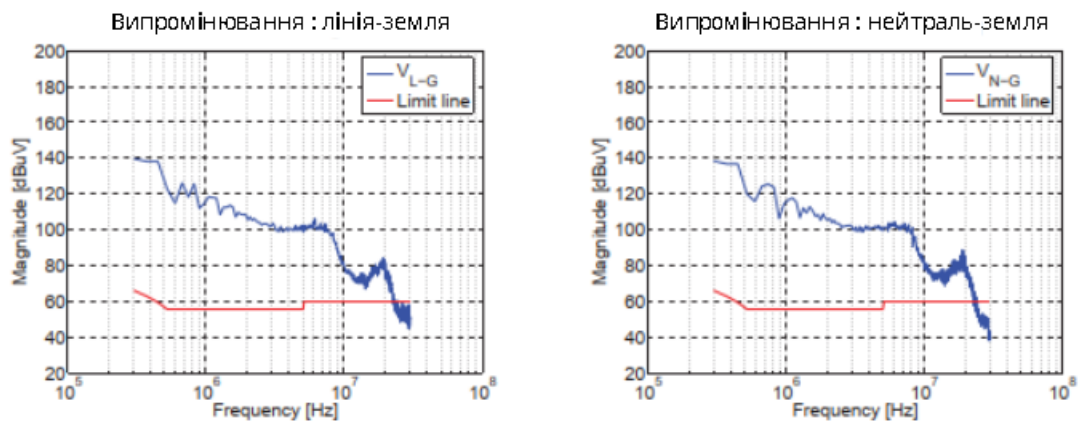 Випромінювання : лінія-земля
200
180
160
140
120
100
80
60
40
20
Magnitude [dBuV]
V_{L-G}
Limit line
10^5
10^6
10^7
10^8
Frequency [Hz]
Випромінювання : нейтраль-земля
200
180
160
140
120
100
80
60
40
20
Magnitude [dBuV]
V_{N-G}
Limit line
10^5
10^6
10^7
10^8
Frequency [Hz]